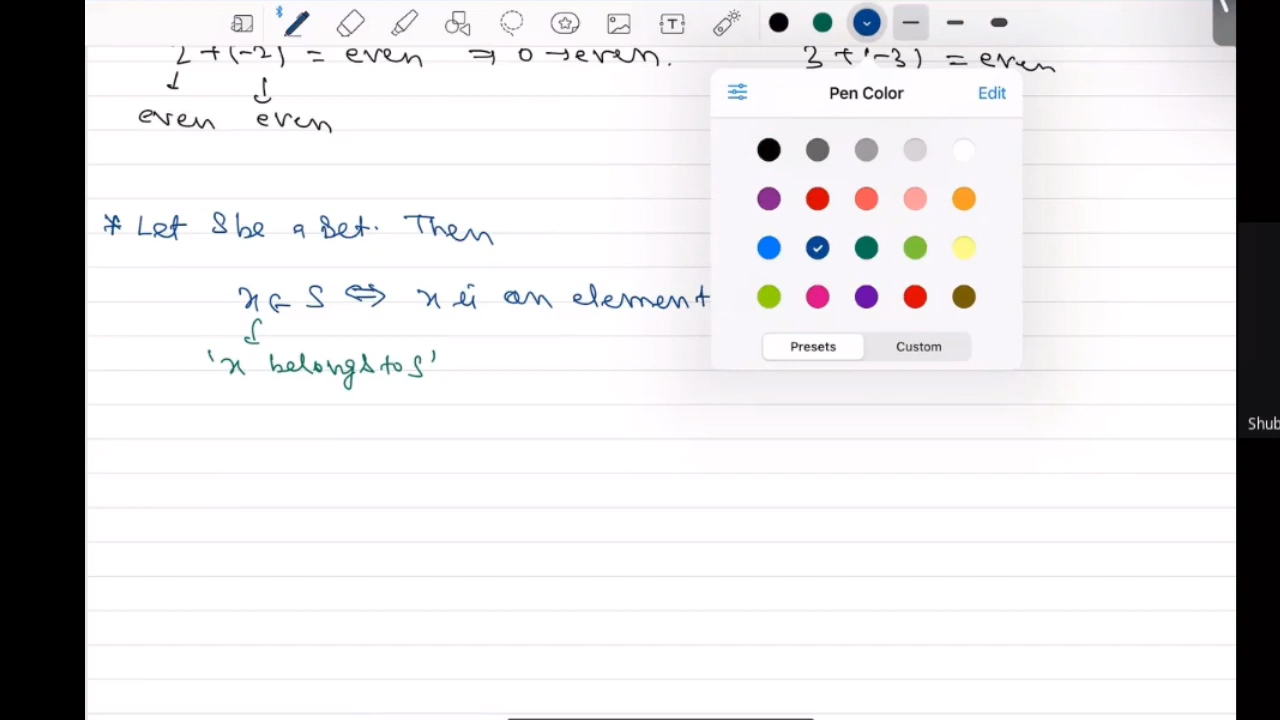 2 + (-2) = even ⇒ 0 → even. 3 + (-3) = even
↓ ↓
even even
Pen Color
Edit
* Let S be a set. Then
x ∈ S ⇔ x is an element
↓
'x belongs to S'
Presets
Custom
Shub